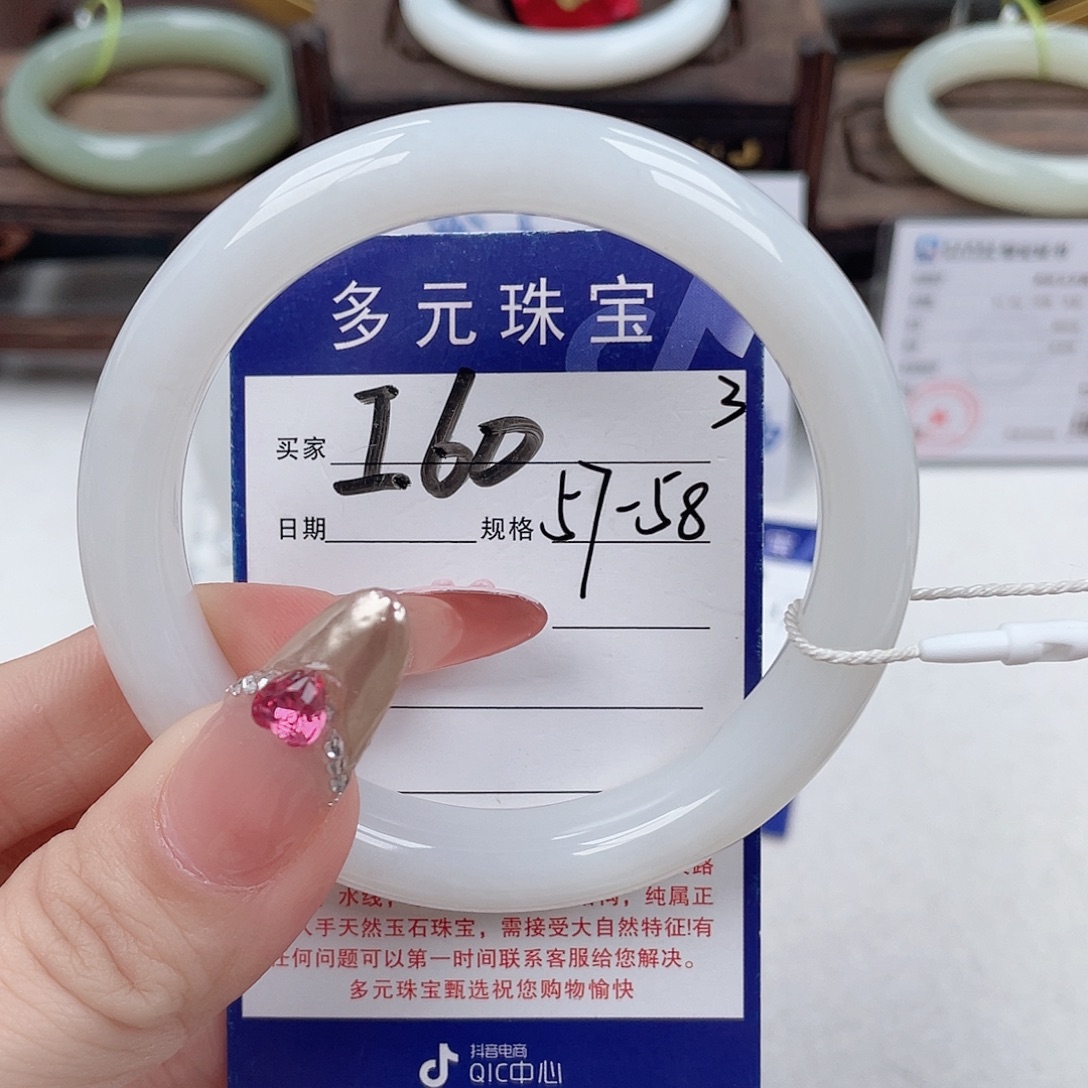 多元珠宝
3
买家 I60
日期 规格 57-58
路
水线, 纯属正
手天然玉石珠宝，需接受大自然特征!有
任何问题可以第一时间联系客服给您解决。
多元珠宝甄选祝您购物愉快
抖音电商
QIC中心